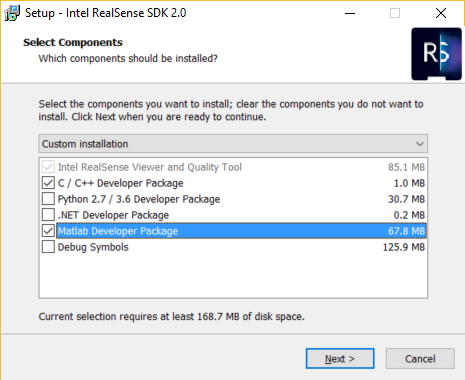 Setup - Intel RealSense SDK 2.0
Select Components
Which components should be installed?
RS
Select the components you want to install; clear the components you do not want to
install. Click Next when you are ready to continue.
Custom installation
Intel RealSense Viewer and Quality Tool 85.1 MB
C / C++ Developer Package 1.0 MB
Python 2.7 / 3.6 Developer Package 30.7 MB
.NET Developer Package 0.2 MB
Matlab Developer Package 67.8 MB
Debug Symbols 125.9 MB
Current selection requires at least 168.7 MB of disk space.
Next > Cancel